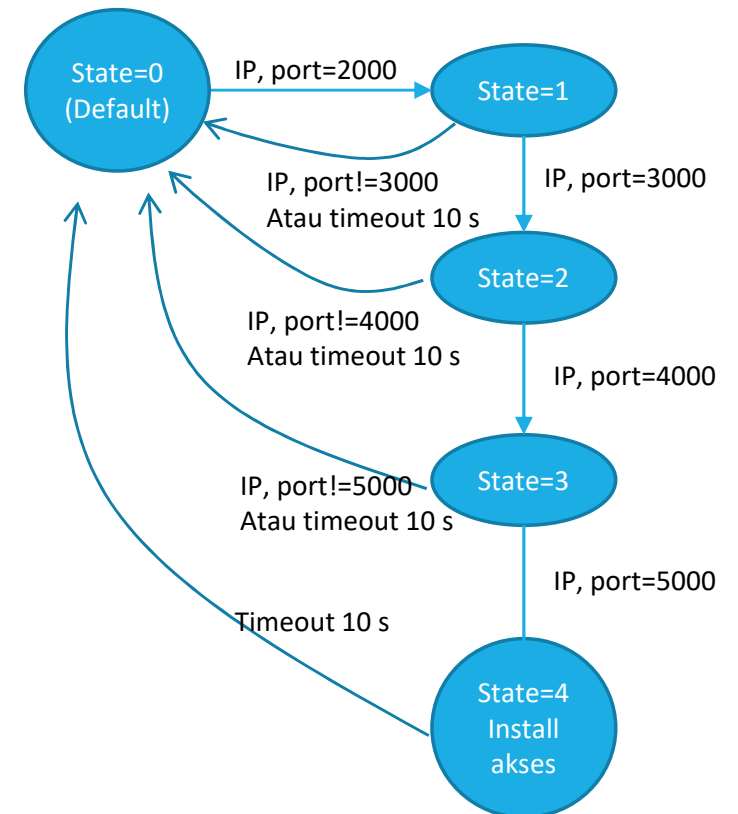 State=0
(Default)
IP, port=2000
State=1
IP, port!=3000
Atau timeout 10 s
IP, port=3000
State=2
IP, port!=4000
Atau timeout 10 s
IP, port=4000
State=3
IP, port!=5000
Atau timeout 10 s
IP, port=5000
Timeout 10 s
State=4
Install
akses